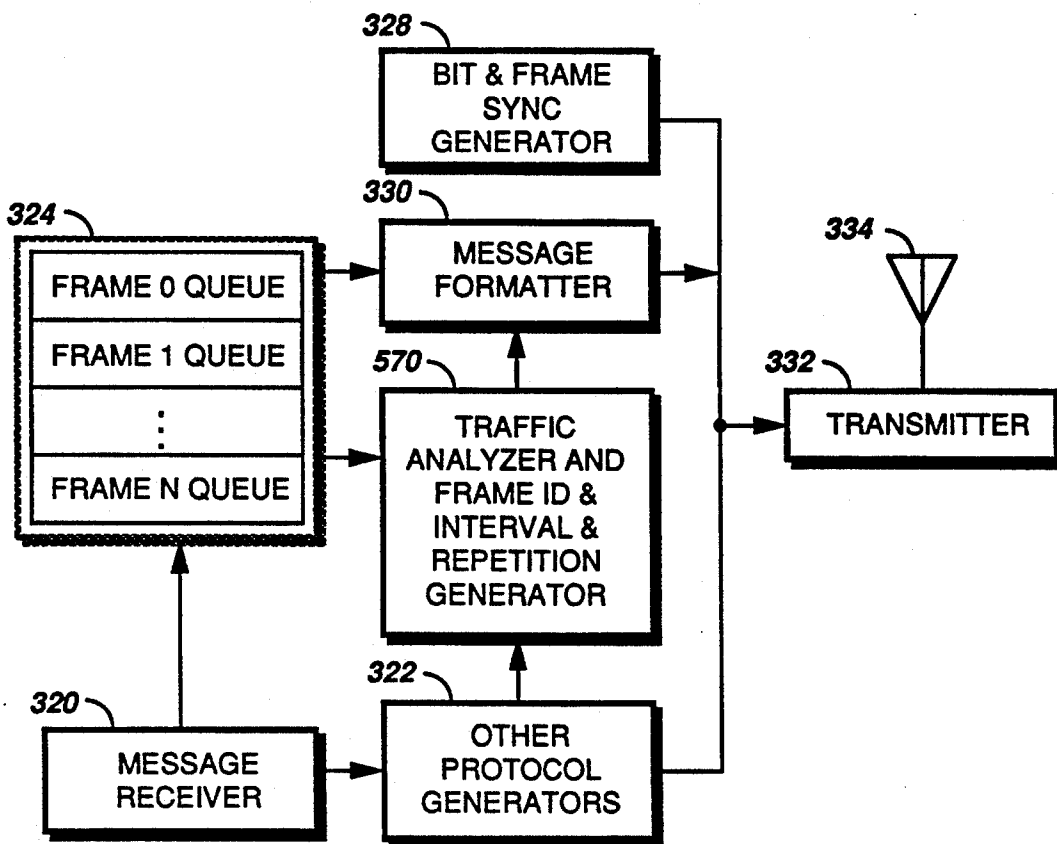 328
BIT & FRAME
SYNC
GENERATOR
330
MESSAGE
FORMATTER
324
FRAME 0 QUEUE
FRAME 1 QUEUE
⋮
FRAME N QUEUE
570
TRAFFIC
ANALYZER AND
FRAME ID &
INTERVAL &
REPETITION
GENERATOR
334
332
TRANSMITTER
320
MESSAGE
RECEIVER
322
OTHER
PROTOCOL
GENERATORS